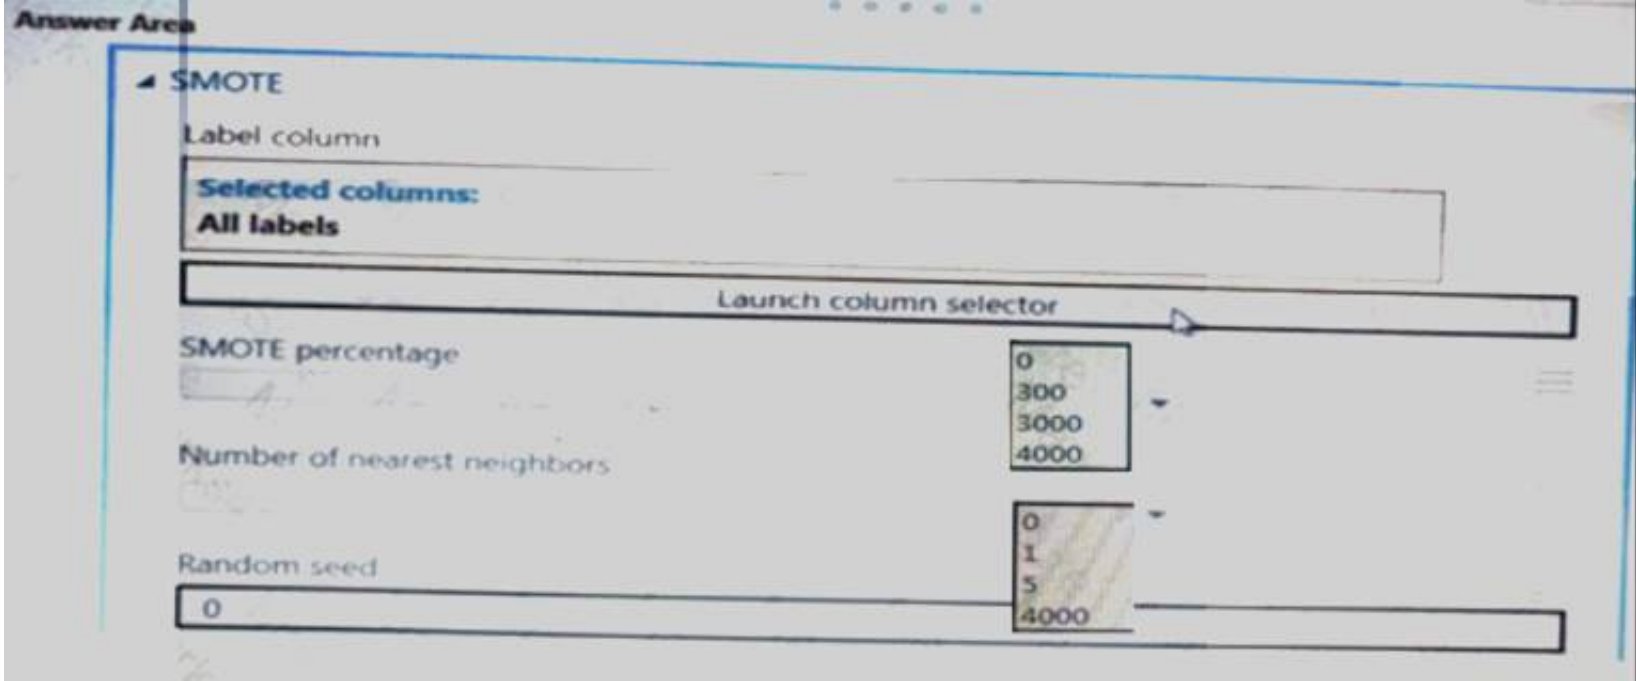 Answer Area
SMOTE
Label column
Selected columns:
All labels
Launch column selector
SMOTE percentage
0
300
3000
4000
Number of nearest neighbors
0
1
5
4000
Random seed
0